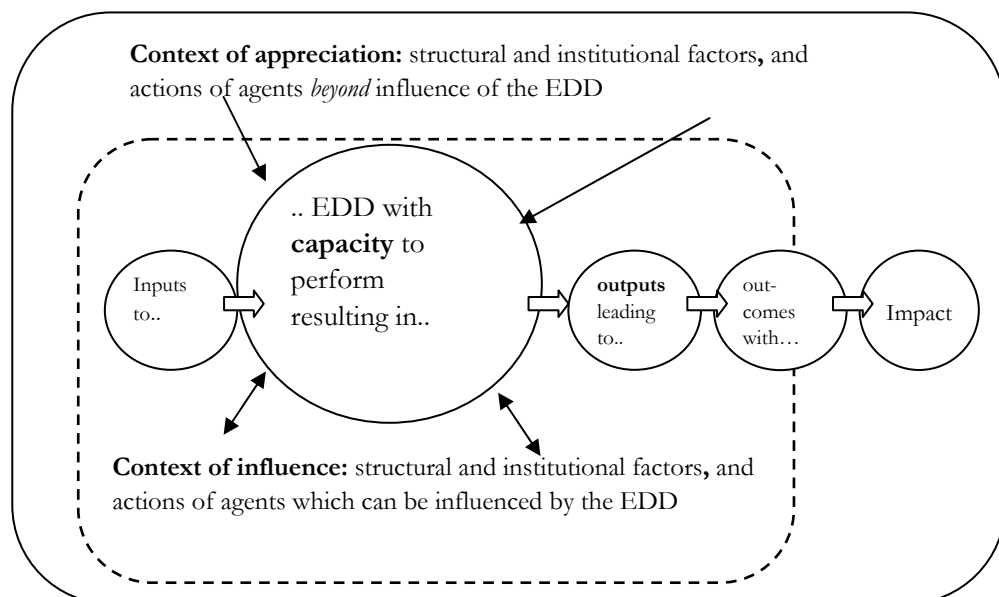 Context of appreciation: structural and institutional factors, and
actions of agents beyond influence of the EDD
.. EDD with
capacity to
perform
resulting in..
Inputs
to..
outputs
leading
to..
out-
comes
with…
Impact
Context of influence: structural and institutional factors, and
actions of agents which can be influenced by the EDD